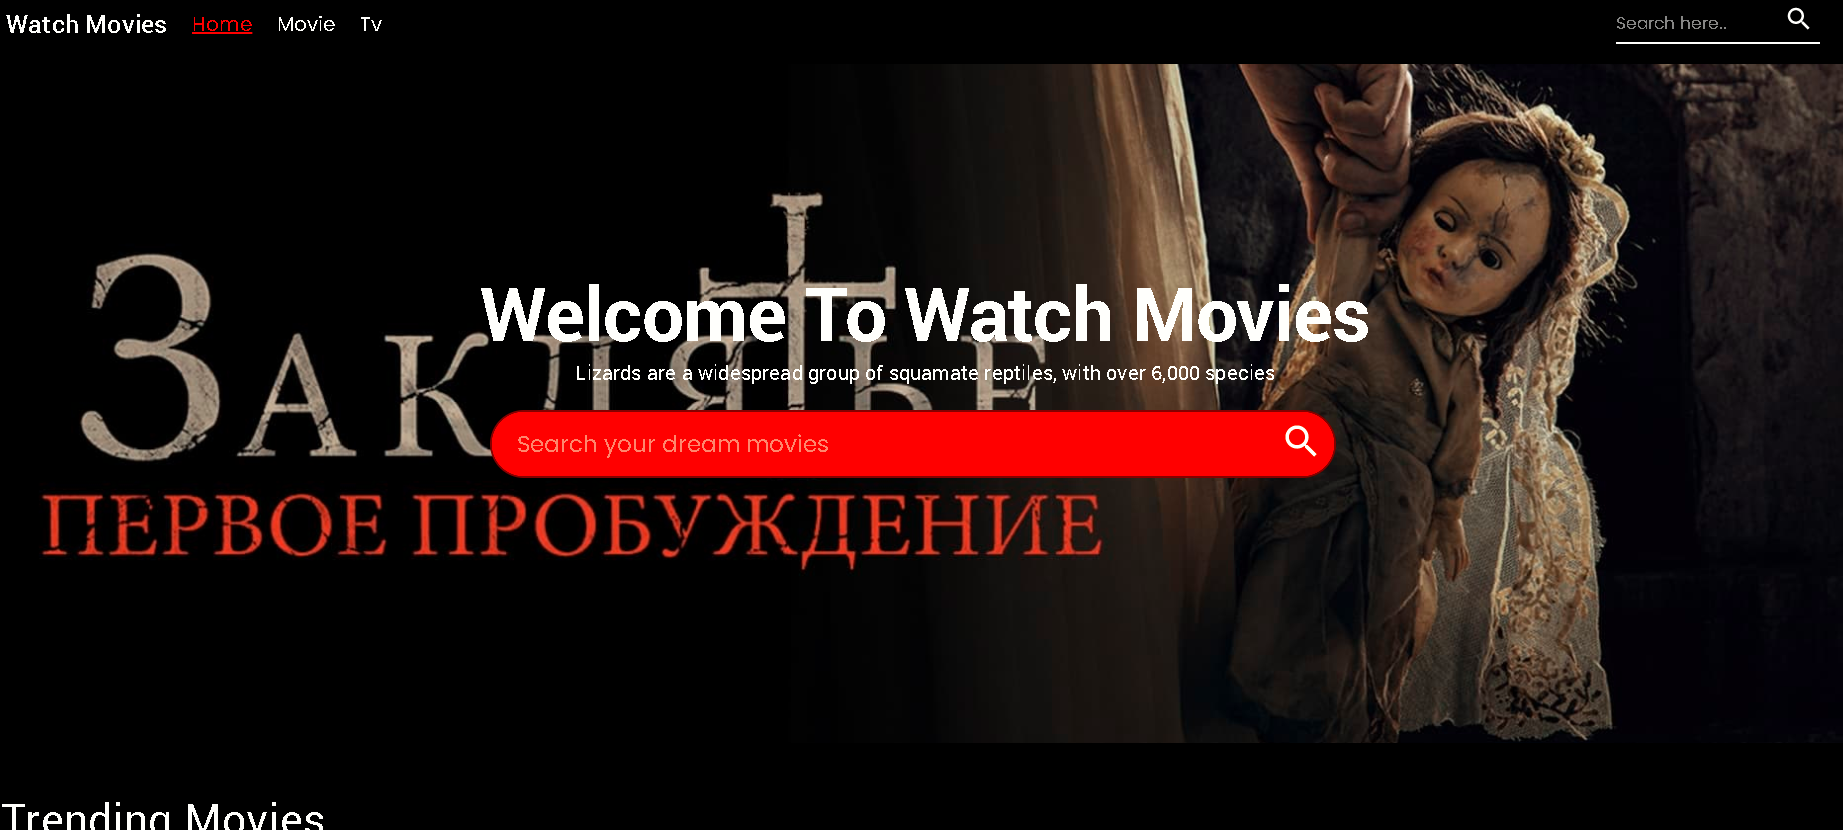 Watch Movies Home Movie Tv Search here..
Welcome To Watch Movies
Lizards are a widespread group of squamate reptiles, with over 6,000 species
Search your dream movies
ЗАКЛЯТЬЕ
ПЕРВОЕ ПРОБУЖДЕНИЕ
Trending Movies